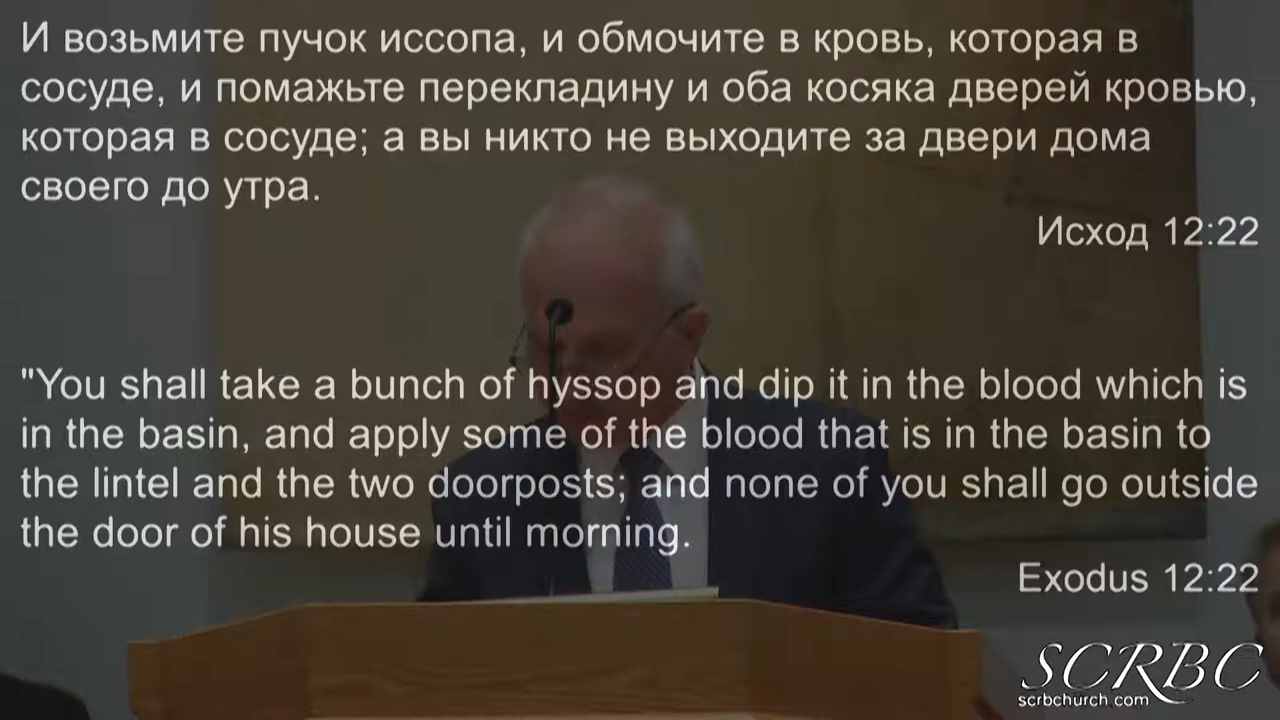 И возьмите пучок иссопа, и обмочите в кровь, которая в
сосуде, и помажьте перекладину и оба косяка дверей кровью,
которая в сосуде; а вы никто не выходите за двери дома
своего до утра.
Исход 12:22
"You shall take a bunch of hyssop and dip it in the blood which is
in the basin, and apply some of the blood that is in the basin to
the lintel and the two doorposts; and none of you shall go outside
the door of his house until morning.
Exodus 12:22
SCRBC
scrbchurch.com